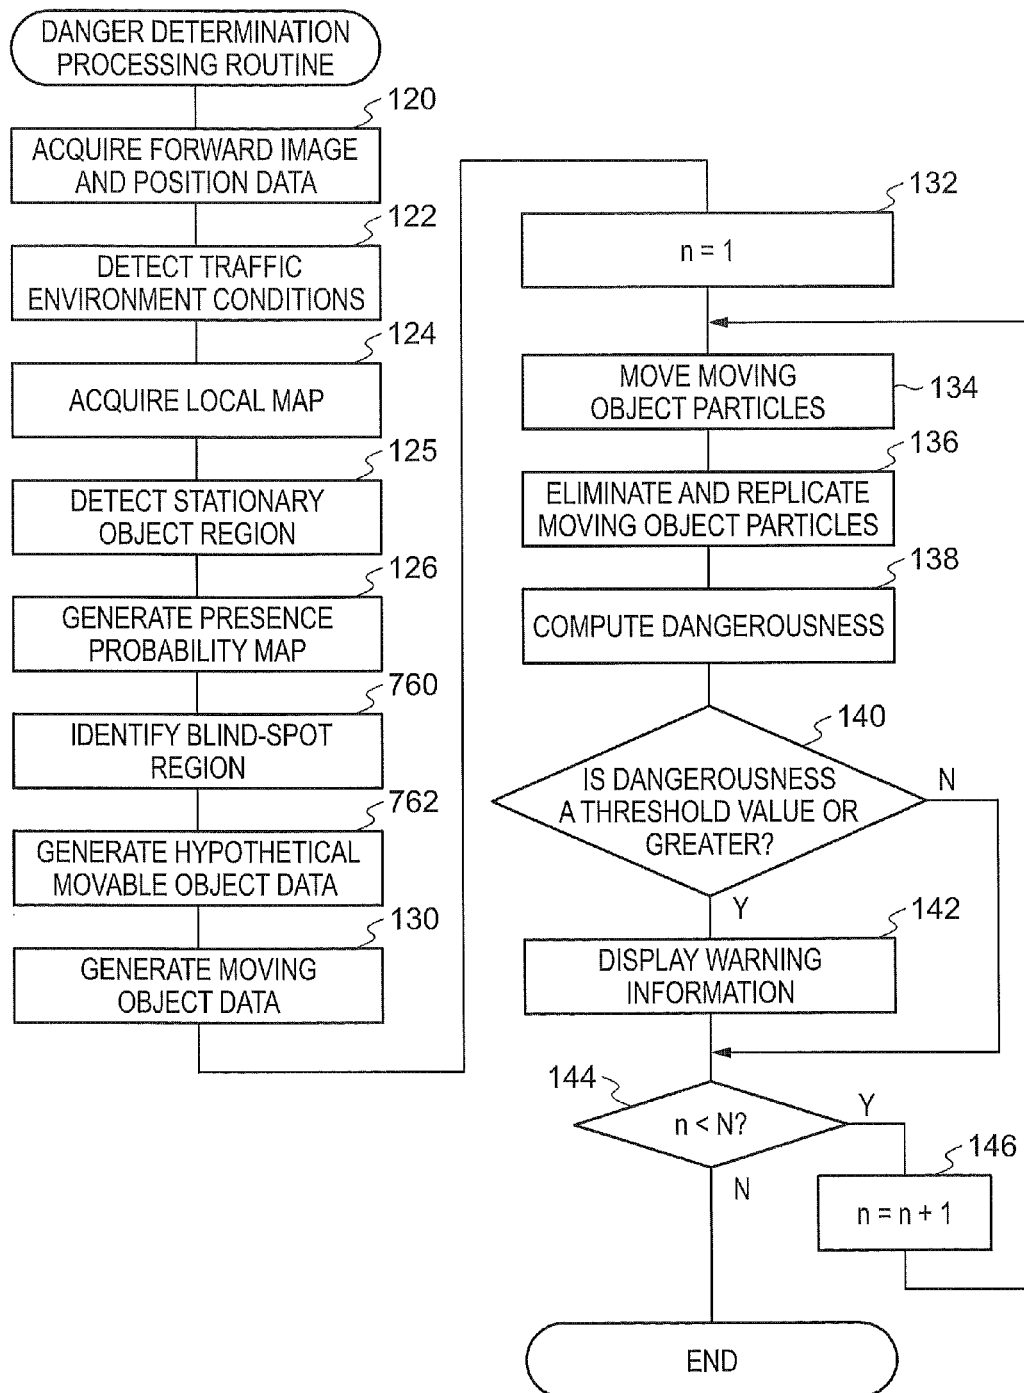 DANGER DETERMINATION
PROCESSING ROUTINE
120
ACQUIRE FORWARD IMAGE
AND POSITION DATA
122
DETECT TRAFFIC
ENVIRONMENT CONDITIONS
124
ACQUIRE LOCAL MAP
125
DETECT STATIONARY
OBJECT REGION
126
GENERATE PRESENCE
PROBABILITY MAP
760
IDENTIFY BLIND-SPOT
REGION
762
GENERATE HYPOTHETICAL
MOVABLE OBJECT DATA
130
GENERATE MOVING
OBJECT DATA
132
n = 1
MOVE MOVING
OBJECT PARTICLES
134
136
ELIMINATE AND REPLICATE
MOVING OBJECT PARTICLES
138
COMPUTE DANGEROUSNESS
140
IS DANGEROUSNESS
A THRESHOLD VALUE OR
GREATER?
N
Y
142
DISPLAY WARNING
INFORMATION
144
n < N?
Y
N
146
n = n + 1
END